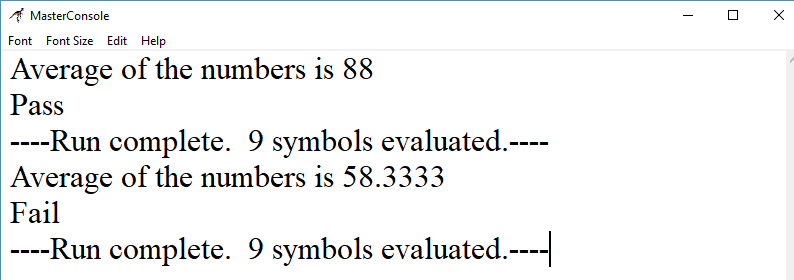 MasterConsole
Font Font Size Edit Help
Average of the numbers is 88
Pass
----Run complete.  9 symbols evaluated.----
Average of the numbers is 58.3333
Fail
----Run complete.  9 symbols evaluated.----